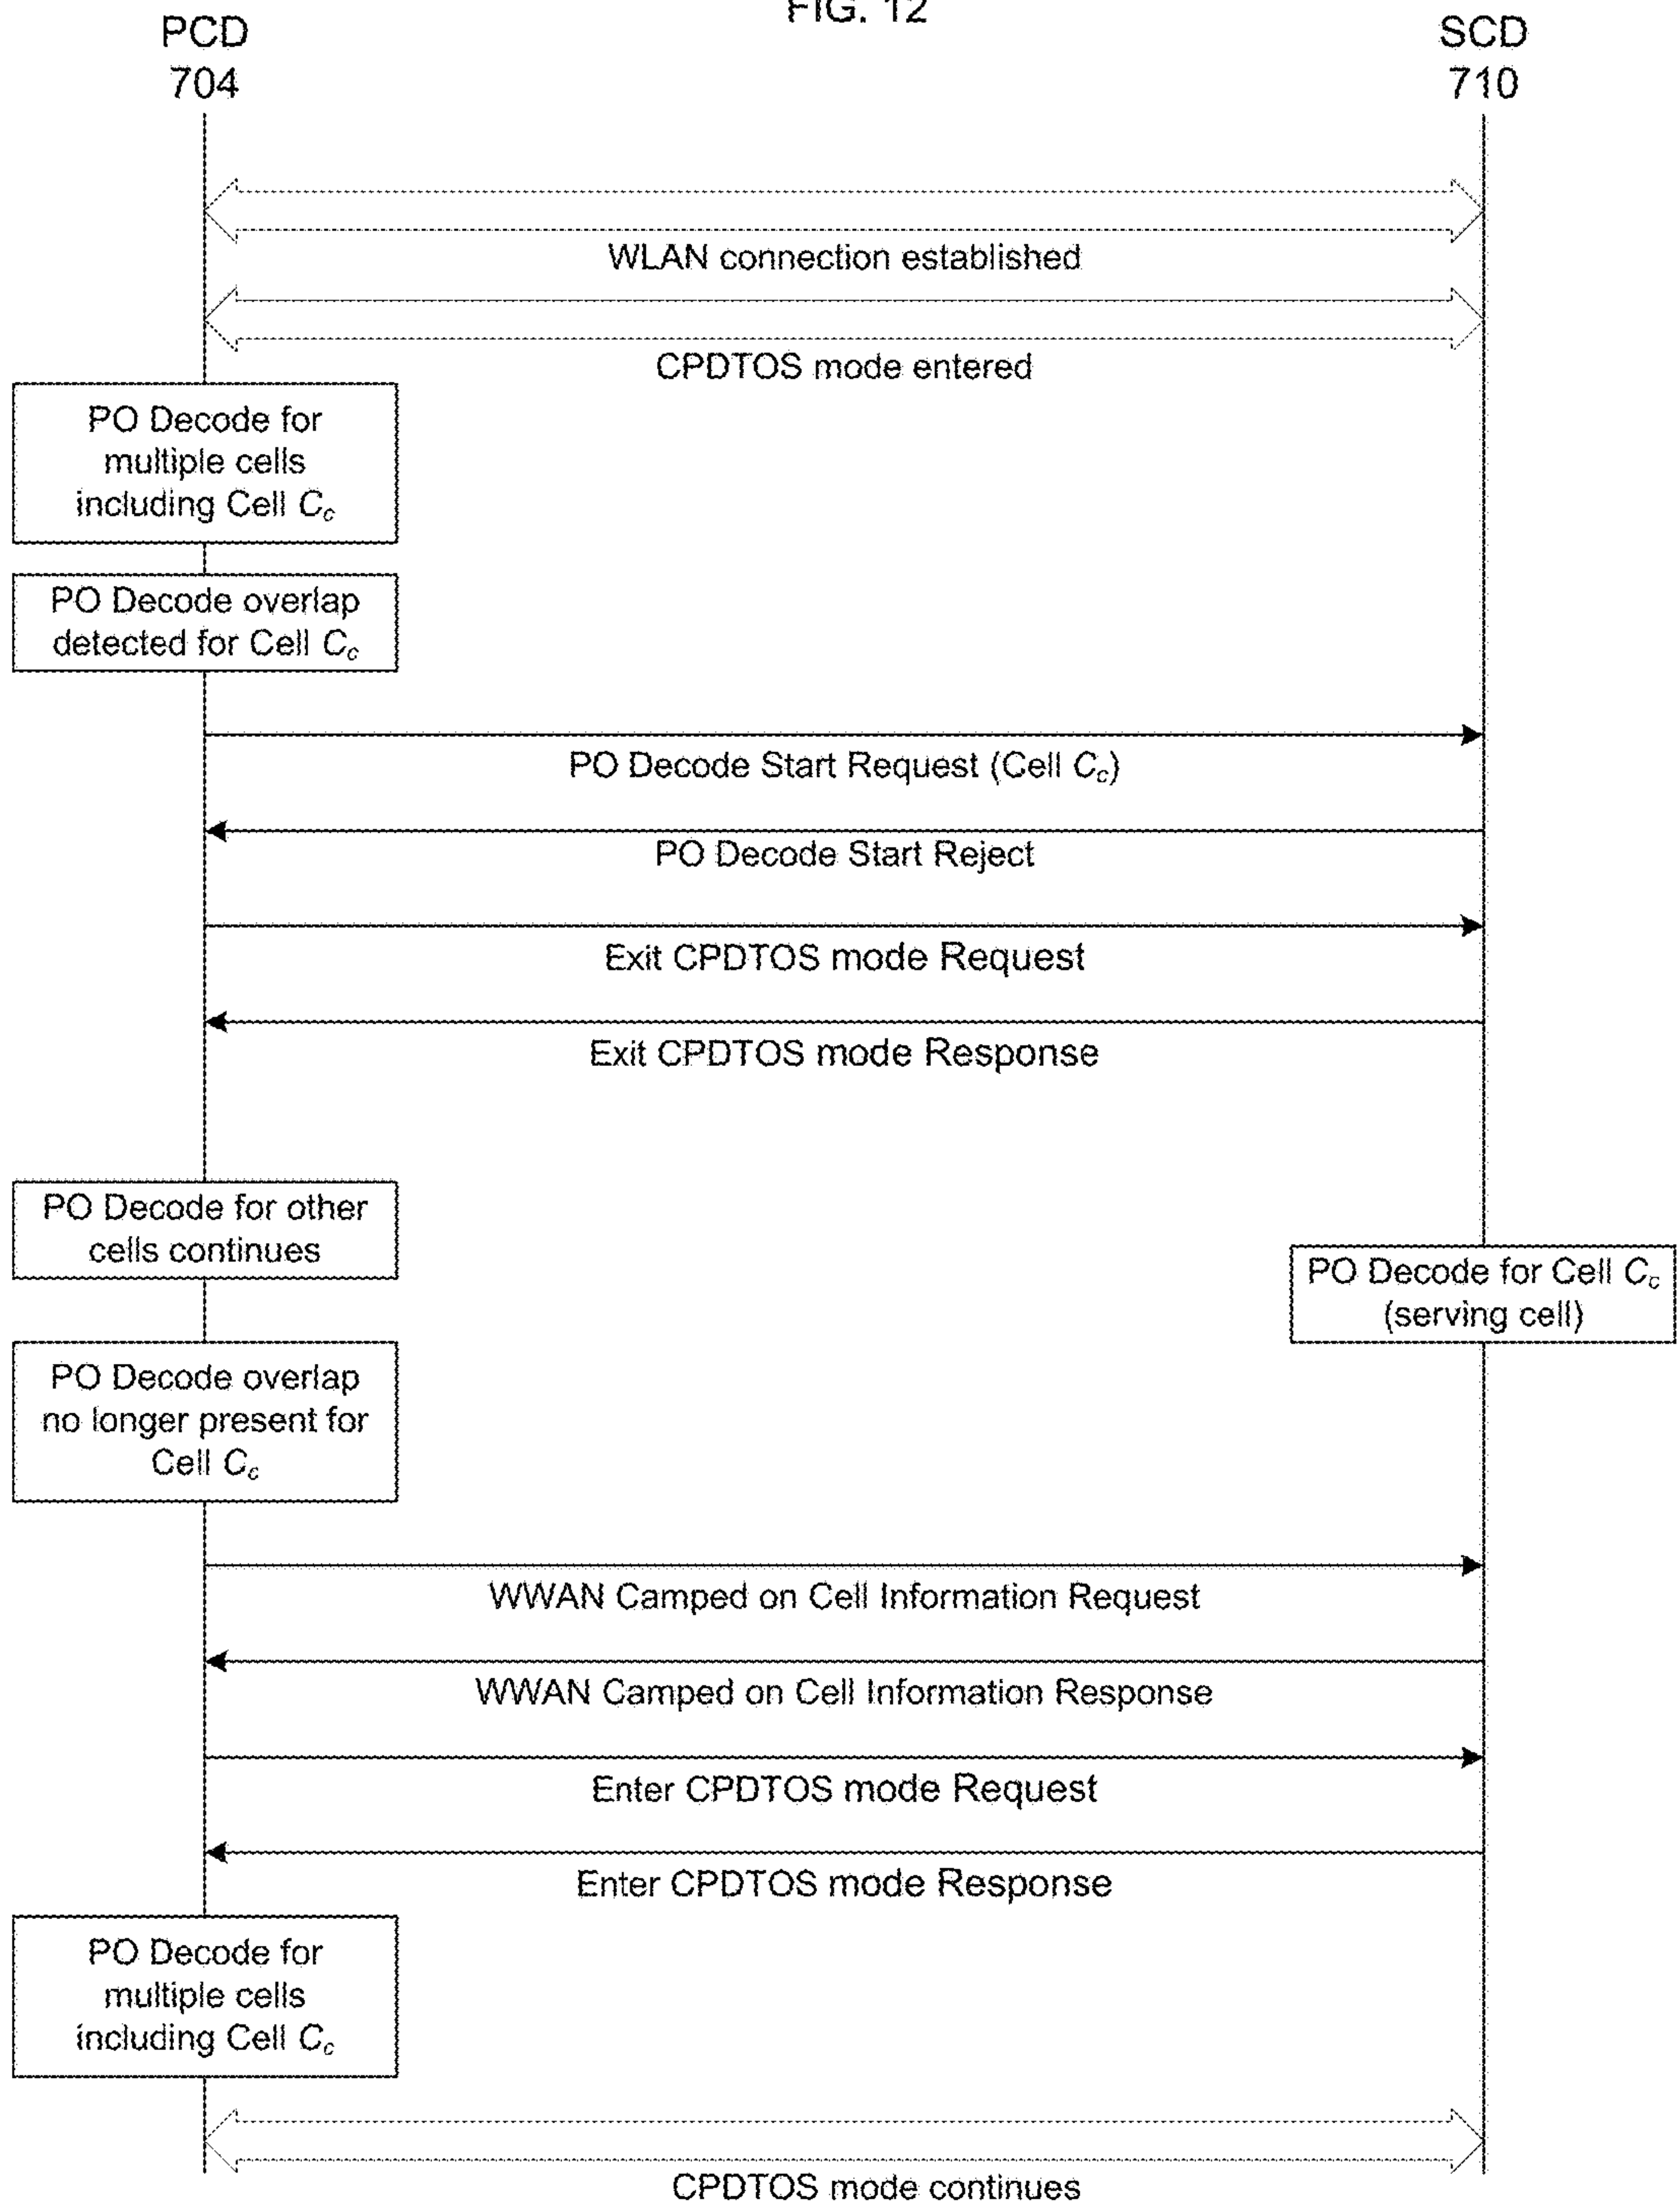 FIG. 12
PCD
704
SCD
710
WLAN connection established
CPDTOS mode entered
PO Decode for
multiple cells
including Cell Cc
PO Decode overlap
detected for Cell Cc
PO Decode Start Request (Cell Cc)
PO Decode Start Reject
Exit CPDTOS mode Request
Exit CPDTOS mode Response
PO Decode for other
cells continues
PO Decode for Cell Cc
(serving cell)
PO Decode overlap
no longer present for
Cell Cc
WWAN Camped on Cell Information Request
WWAN Camped on Cell Information Response
Enter CPDTOS mode Request
Enter CPDTOS mode Response
PO Decode for
multiple cells
including Cell Cc
CPDTOS mode continues